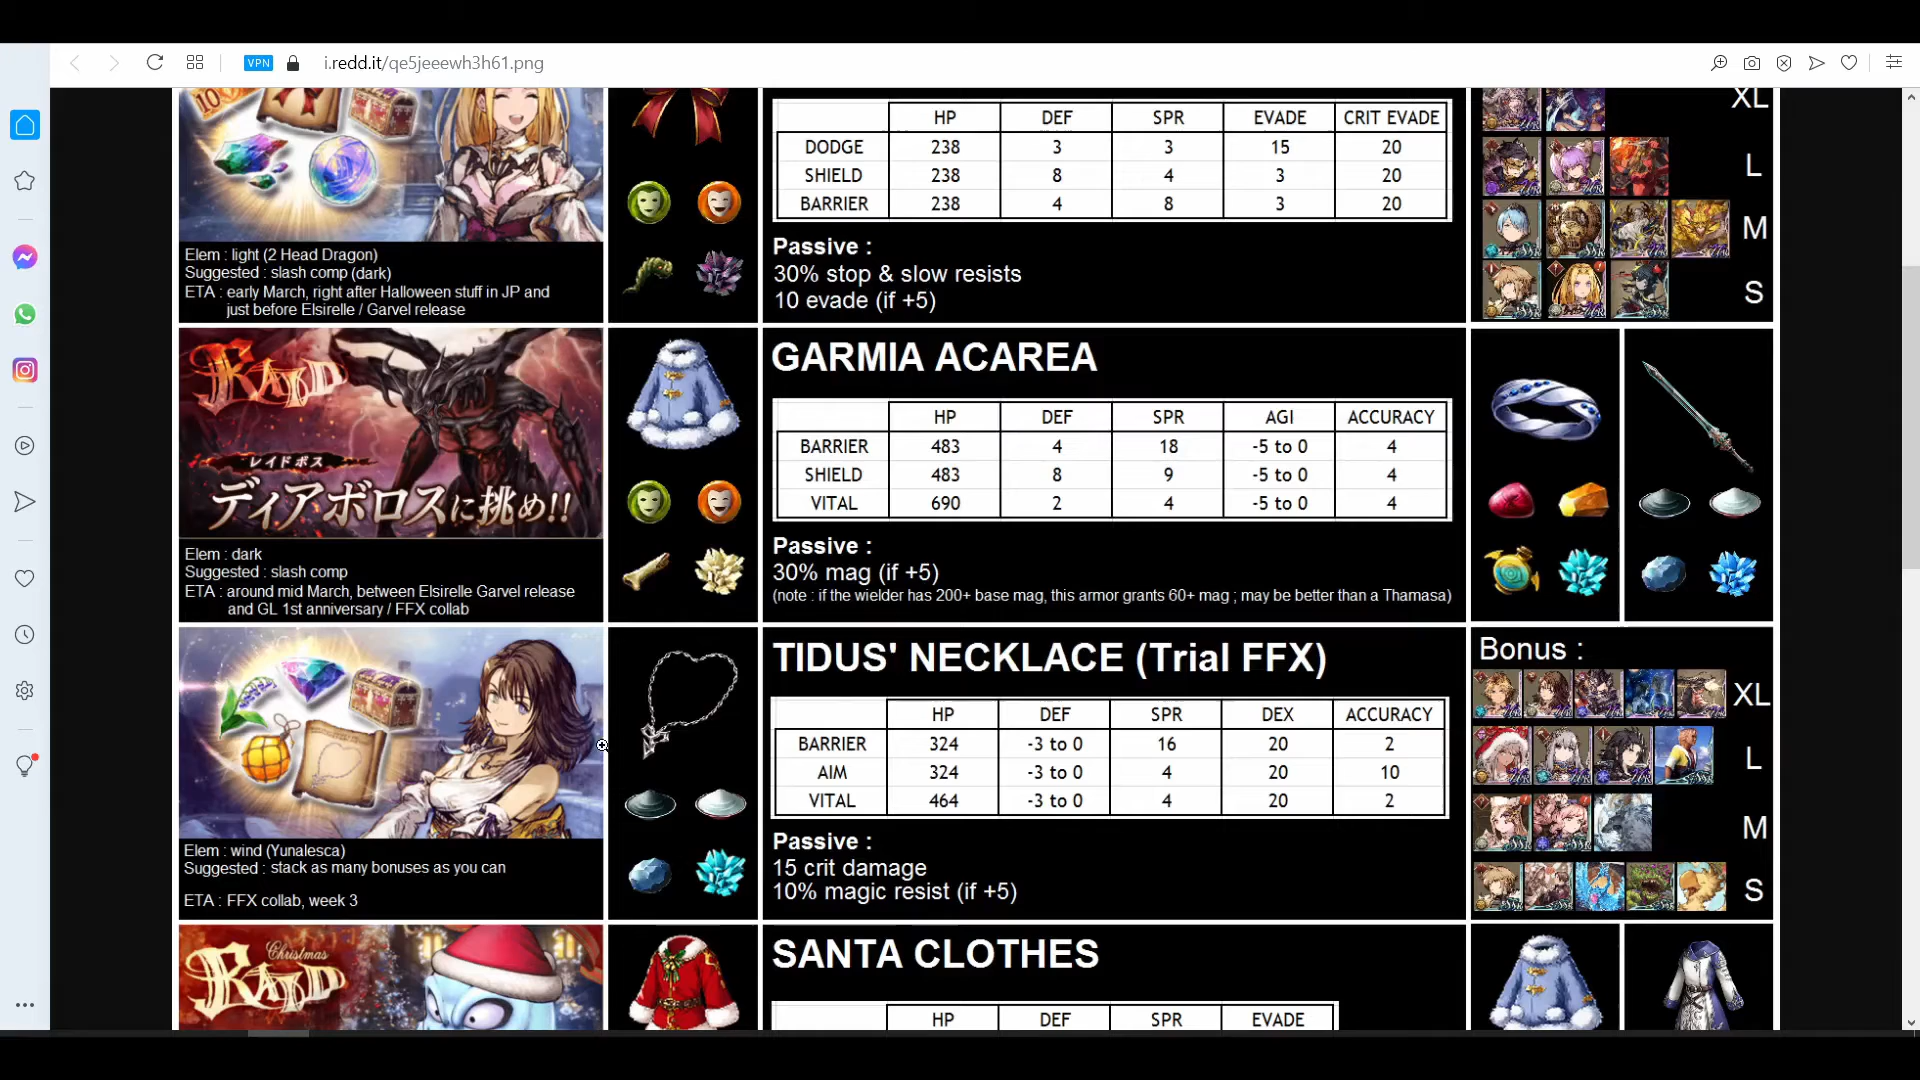 VPN
i.redd.it/qe5jeeewh3h61.png
10
HP DEF SPR EVADE CRIT EVADE
DODGE 238 3 3 15 20
SHIELD 238 8 4 3 20
BARRIER 238 4 8 3 20
Passive :
30% stop & slow resists
10 evade (if +5)
XL
L
M
S
Elem : light (2 Head Dragon)
Suggested : slash comp (dark)
ETA : early March, right after Halloween stuff in JP and
just before Elsirelle / Garvel release
RAID
レイドボス
ディアボロスに挑め!!
Elem : dark
Suggested : slash comp
ETA : around mid March, between Elsirelle Garvel release
and GL 1st anniversary / FFX collab
GARMIA ACAREA
HP DEF SPR AGI ACCURACY
BARRIER 483 4 18 -5 to 0 4
SHIELD 483 8 9 -5 to 0 4
VITAL 690 2 4 -5 to 0 4
Passive :
30% mag (if +5)
(note : if the wielder has 200+ base mag, this armor grants 60+ mag ; may be better than a Thamasa)
Elem : wind (Yunalesca)
Suggested : stack as many bonuses as you can
ETA : FFX collab, week 3
TIDUS' NECKLACE (Trial FFX)
HP DEF SPR DEX ACCURACY
BARRIER 324 -3 to 0 16 20 2
AIM 324 -3 to 0 4 20 10
VITAL 464 -3 to 0 4 20 2
Passive :
15 crit damage
10% magic resist (if +5)
Bonus :
XL
L
M
S
Christmas
RAID
SANTA CLOTHES
HP DEF SPR EVADE